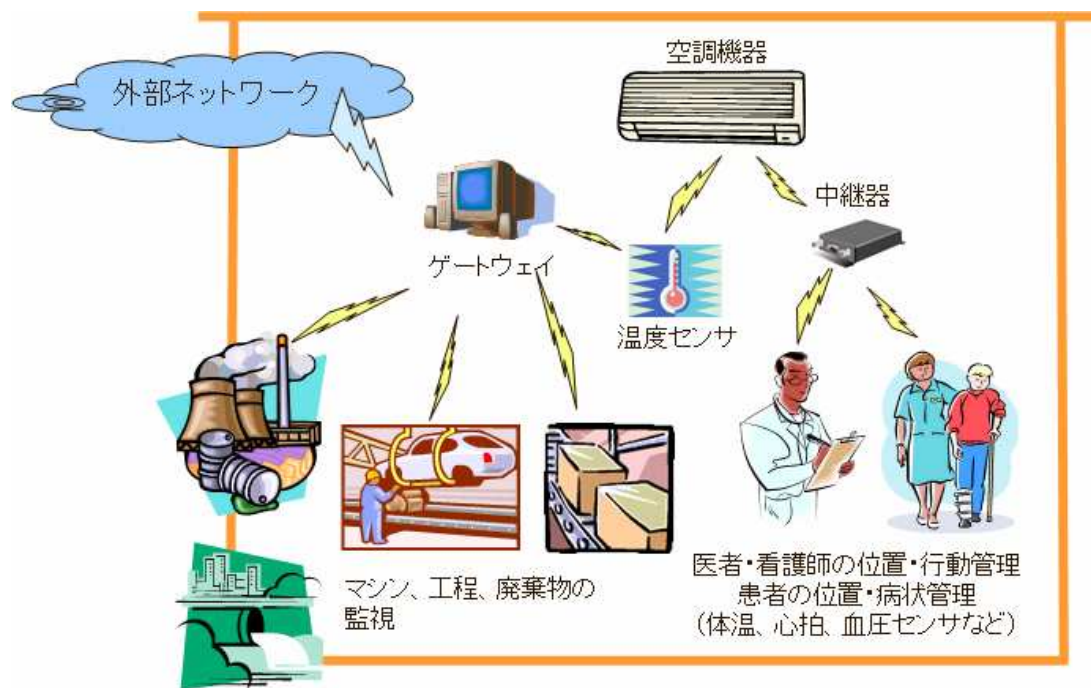 外部ネットワーク
空調機器
中継器
ゲートウェイ
温度センサ
マシン、工程、廃棄物の
監視
医者・看護師の位置・行動管理
患者の位置・病状管理
（体温、心拍、血圧センサなど）